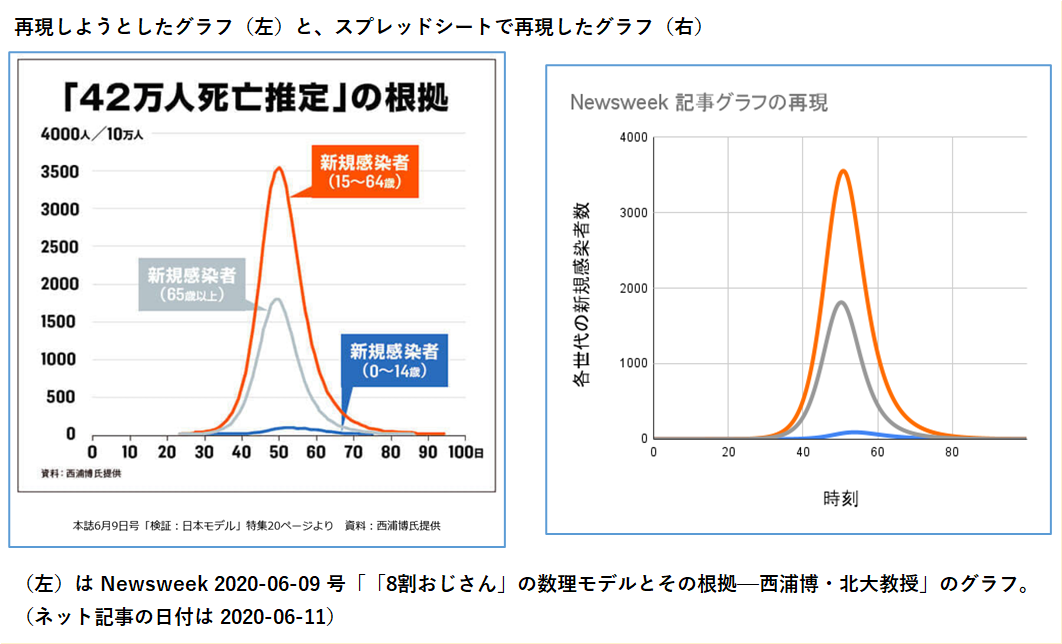 再現しようとしたグラフ（左）と、スプレッドシートで再現したグラフ（右）
「42万人死亡推定」の根拠
4000人／10万人
3500
3000
2500
2000
1500
1000
500
0
新規感染者
（15〜64歳）
新規感染者
（65歳以上）
新規感染者
（0〜14歳）
0 10 20 30 40 50 60 70 80 90 100日
資料：西浦博氏提供
本誌6月9日号「検証：日本モデル」特集20ページより　資料：西浦博氏提供
Newsweek 記事グラフの再現
各世代の新規感染者数
4000
3000
2000
1000
0
0 20 40 60 80
時刻
（左）は Newsweek 2020-06-09 号「「8割おじさん」の数理モデルとその根拠―西浦博・北大教授」のグラフ。
（ネット記事の日付は 2020-06-11）